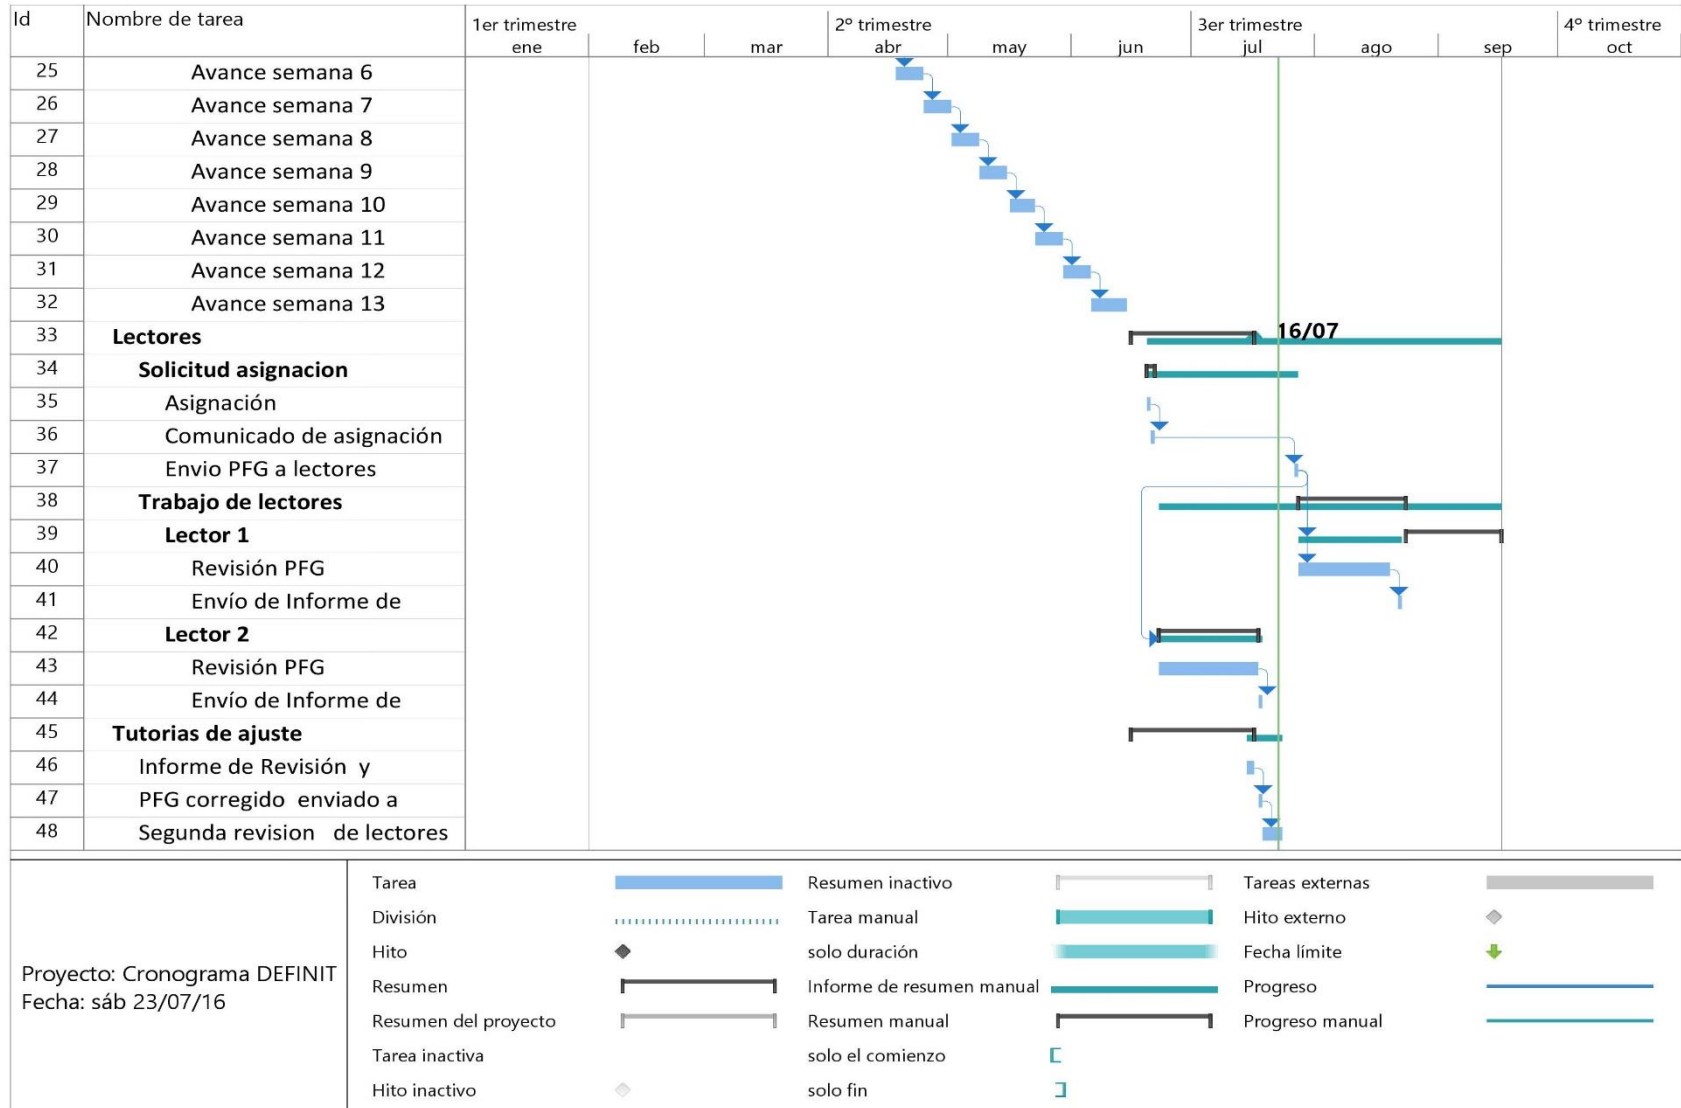 Id Nombre de tarea 1er trimestre 2º trimestre 3er trimestre 4º trimestre
ene feb mar abr may jun jul ago sep oct
25 Avance semana 6
26 Avance semana 7
27 Avance semana 8
28 Avance semana 9
29 Avance semana 10
30 Avance semana 11
31 Avance semana 12
32 Avance semana 13
33 Lectores 16/07
34 Solicitud asignacion
35 Asignación
36 Comunicado de asignación
37 Envio PFG a lectores
38 Trabajo de lectores
39 Lector 1
40 Revisión PFG
41 Envío de Informe de
42 Lector 2
43 Revisión PFG
44 Envío de Informe de
45 Tutorias de ajuste
46 Informe de Revisión y
47 PFG corregido enviado a
48 Segunda revision de lectores
Proyecto: Cronograma DEFINIT
Fecha: sáb 23/07/16
Tarea
División
Hito
Resumen
Resumen del proyecto
Tarea inactiva
Hito inactivo
Resumen inactivo
Tarea manual
solo duración
Informe de resumen manual
Resumen manual
solo el comienzo
solo fin
Tareas externas
Hito externo
Fecha límite
Progreso
Progreso manual